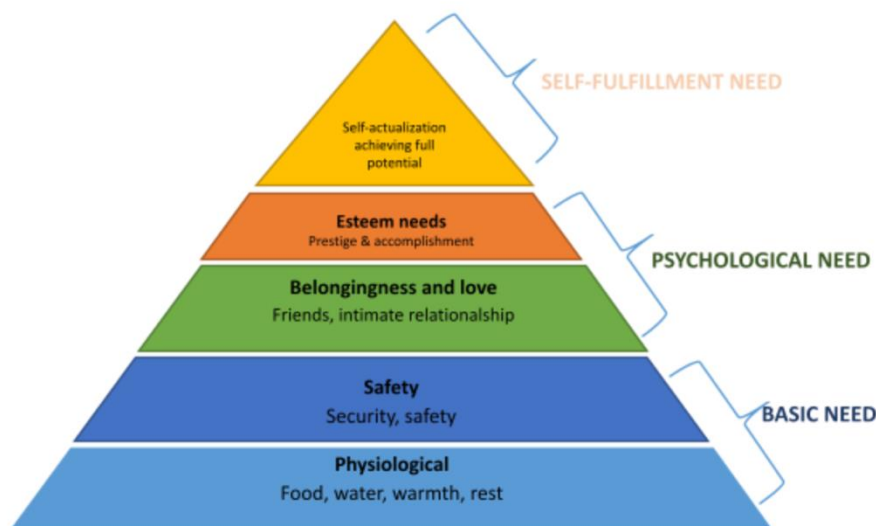 SELF-FULFILLMENT NEED
Self-actualization
achieving full
potential
Esteem needs
Prestige & accomplishment
PSYCHOLOGICAL NEED
Belongingness and love
Friends, intimate relationalship
Safety
Security, safety
BASIC NEED
Physiological
Food, water, warmth, rest